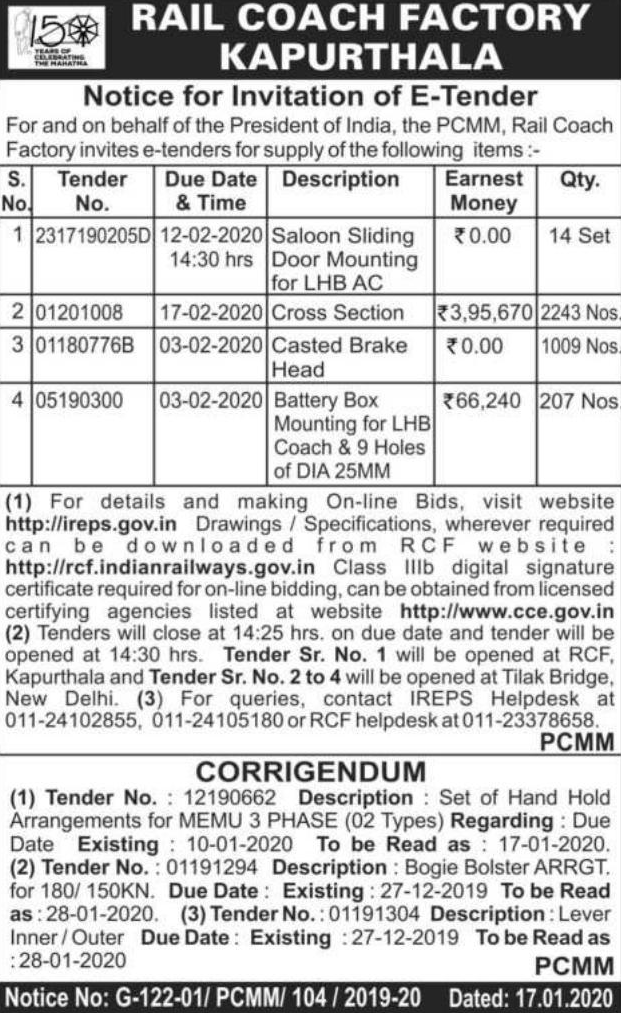 150
YEARS OF
CELEBRATING
THE MAHATMA
RAIL COACH FACTORY
KAPURTHALA
Notice for Invitation of E-Tender
For and on behalf of the President of India, the PCMM, Rail Coach
Factory invites e-tenders for supply of the following items :-
S. No. Tender No. Due Date & Time Description Earnest Money Qty.
1 2317190205D 12-02-2020 14:30 hrs Saloon Sliding Door Mounting for LHB AC ₹0.00 14 Set
2 01201008 17-02-2020 Cross Section ₹3,95,670 2243 Nos.
3 01180776B 03-02-2020 Casted Brake Head ₹0.00 1009 Nos.
4 05190300 03-02-2020 Battery Box Mounting for LHB Coach & 9 Holes of DIA 25MM ₹66,240 207 Nos.
(1) For details and making On-line Bids, visit website
http://ireps.gov.in Drawings / Specifications, wherever required
can be downloaded from RCF website :
http://rcf.indianrailways.gov.in Class IIIb digital signature
certificate required for on-line bidding, can be obtained from licensed
certifying agencies listed at website http://www.cce.gov.in
(2) Tenders will close at 14:25 hrs. on due date and tender will be
opened at 14:30 hrs. Tender Sr. No. 1 will be opened at RCF,
Kapurthala and Tender Sr. No. 2 to 4 will be opened at Tilak Bridge,
New Delhi. (3) For queries, contact IREPS Helpdesk at
011-24102855, 011-24105180 or RCF helpdesk at 011-23378658.
PCMM
CORRIGENDUM
(1) Tender No. : 12190662 Description : Set of Hand Hold
Arrangements for MEMU 3 PHASE (02 Types) Regarding : Due
Date Existing : 10-01-2020 To be Read as : 17-01-2020.
(2) Tender No. : 01191294 Description : Bogie Bolster ARRGT.
for 180/ 150KN. Due Date : Existing : 27-12-2019 To be Read
as : 28-01-2020. (3) Tender No. : 01191304 Description : Lever
Inner / Outer Due Date : Existing : 27-12-2019 To be Read as
: 28-01-2020
PCMM
Notice No: G-122-01/ PCMM/ 104 / 2019-20 Dated: 17.01.2020